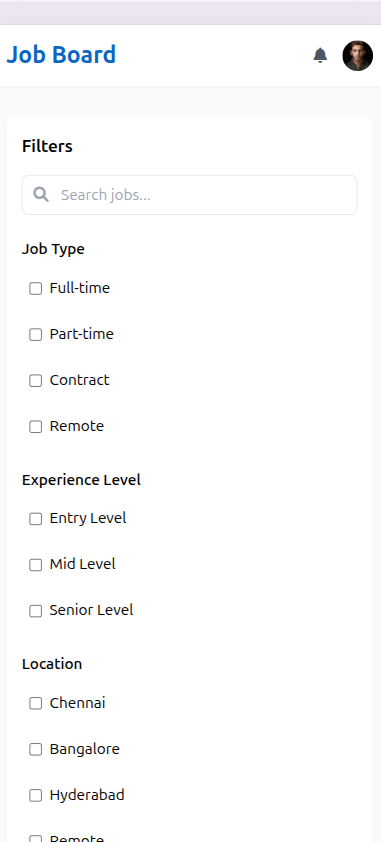 Job Board
Filters
Search jobs...
Job Type
Full-time
Part-time
Contract
Remote
Experience Level
Entry Level
Mid Level
Senior Level
Location
Chennai
Bangalore
Hyderabad
Remote